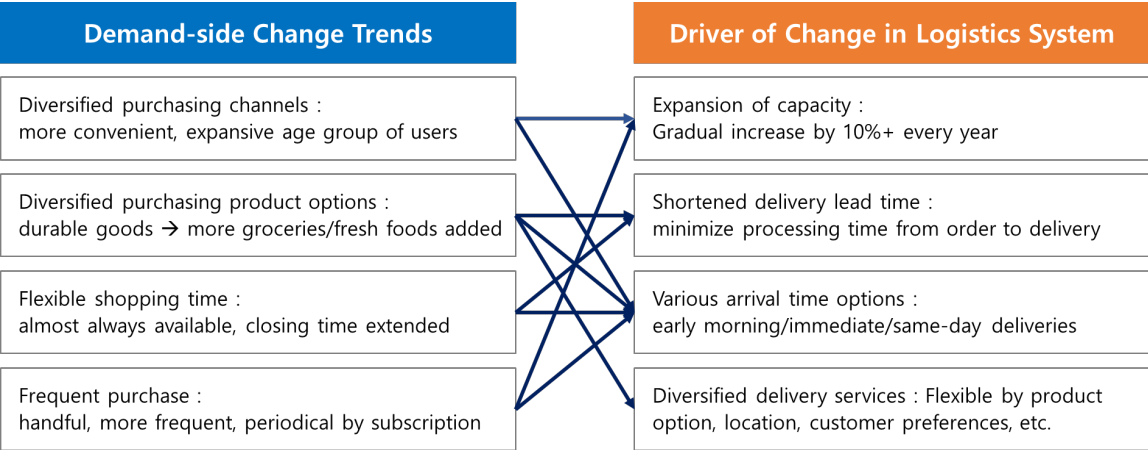 Demand-side Change Trends
Driver of Change in Logistics System
Diversified purchasing channels :
more convenient, expansive age group of users
Expansion of capacity :
Gradual increase by 10%+ every year
Diversified purchasing product options :
durable goods → more groceries/fresh foods added
Shortened delivery lead time :
minimize processing time from order to delivery
Flexible shopping time :
almost always available, closing time extended
Various arrival time options :
early morning/immediate/same-day deliveries
Frequent purchase :
handful, more frequent, periodical by subscription
Diversified delivery services : Flexible by product
option, location, customer preferences, etc.